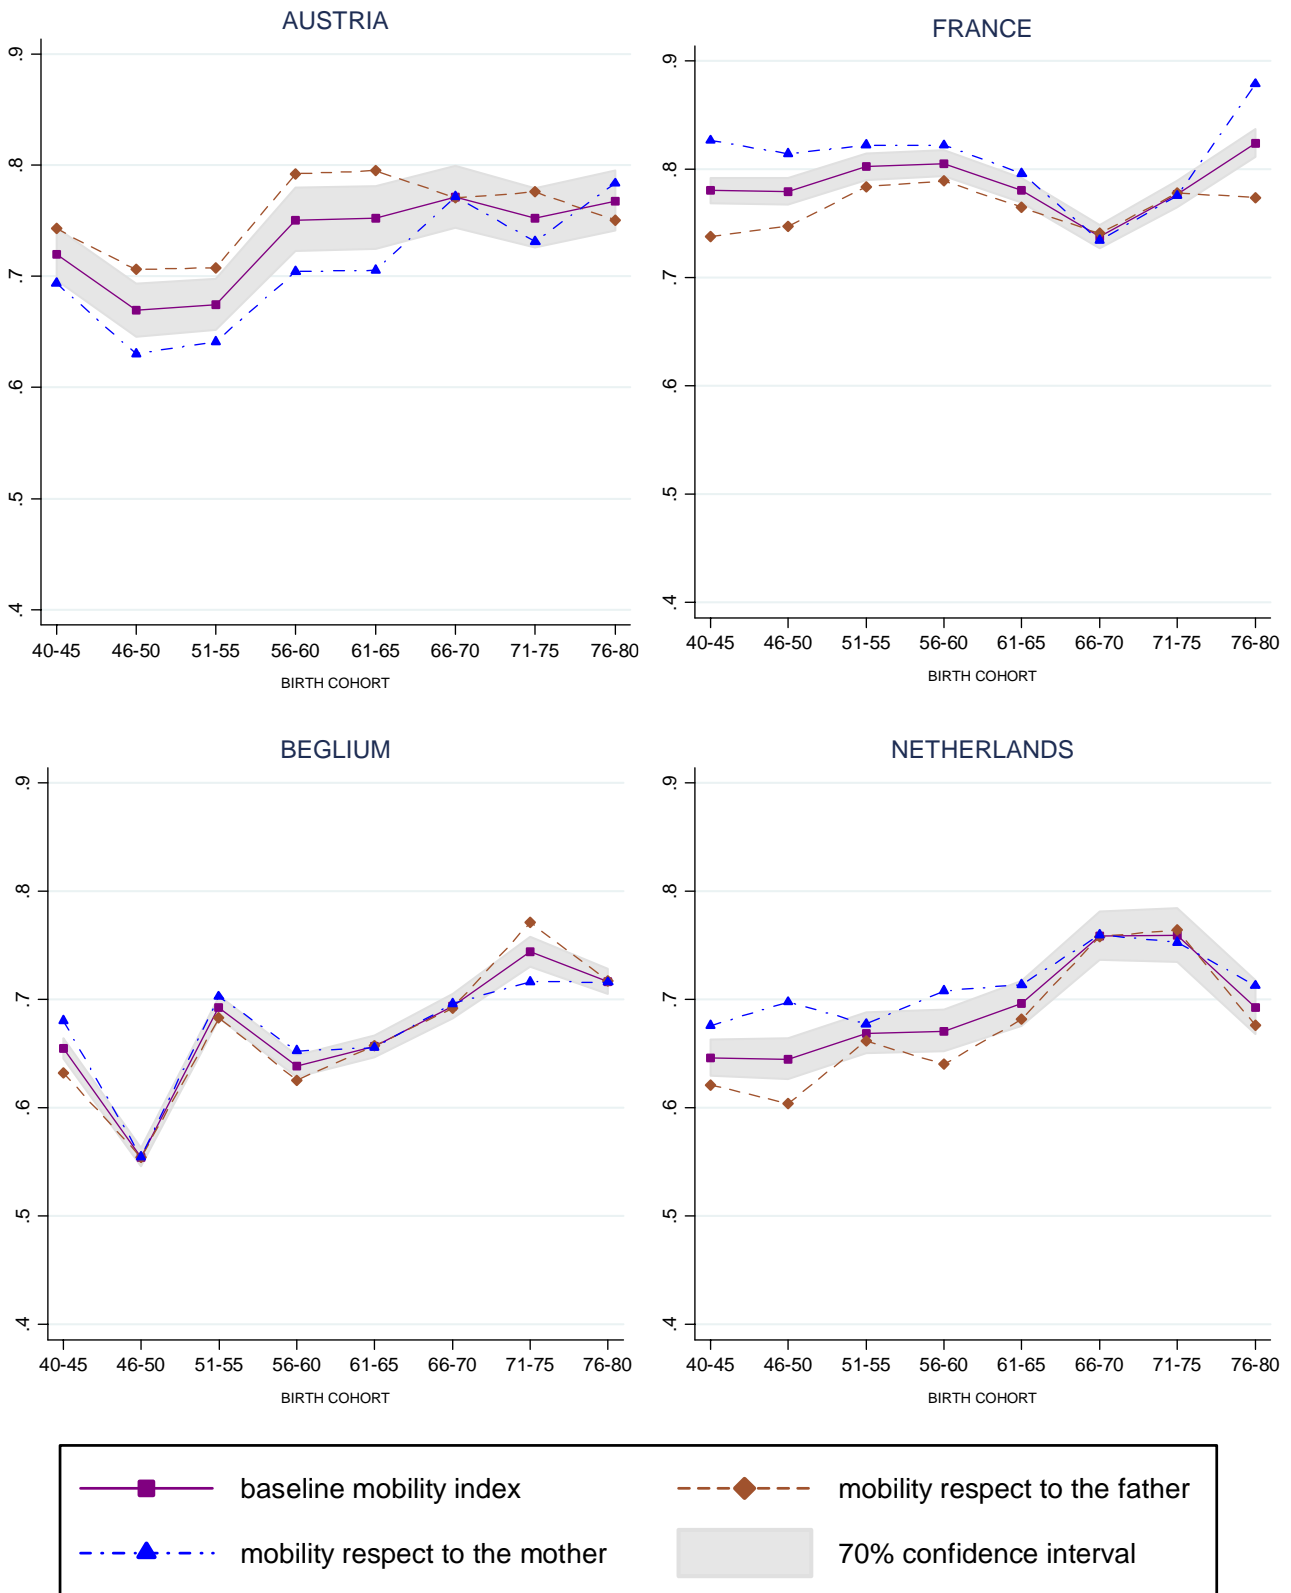 AUSTRIA
.9
.8
.7
.6
.5
.4
40-45 46-50 51-55 56-60 61-65 66-70 71-75 76-80
BIRTH COHORT
FRANCE
.9
.8
.7
.6
.5
.4
40-45 46-50 51-55 56-60 61-65 66-70 71-75 76-80
BIRTH COHORT
BEGLIUM
.9
.8
.7
.6
.5
.4
40-45 46-50 51-55 56-60 61-65 66-70 71-75 76-80
BIRTH COHORT
NETHERLANDS
.9
.8
.7
.6
.5
.4
40-45 46-50 51-55 56-60 61-65 66-70 71-75 76-80
BIRTH COHORT
baseline mobility index
mobility respect to the father
mobility respect to the mother
70% confidence interval